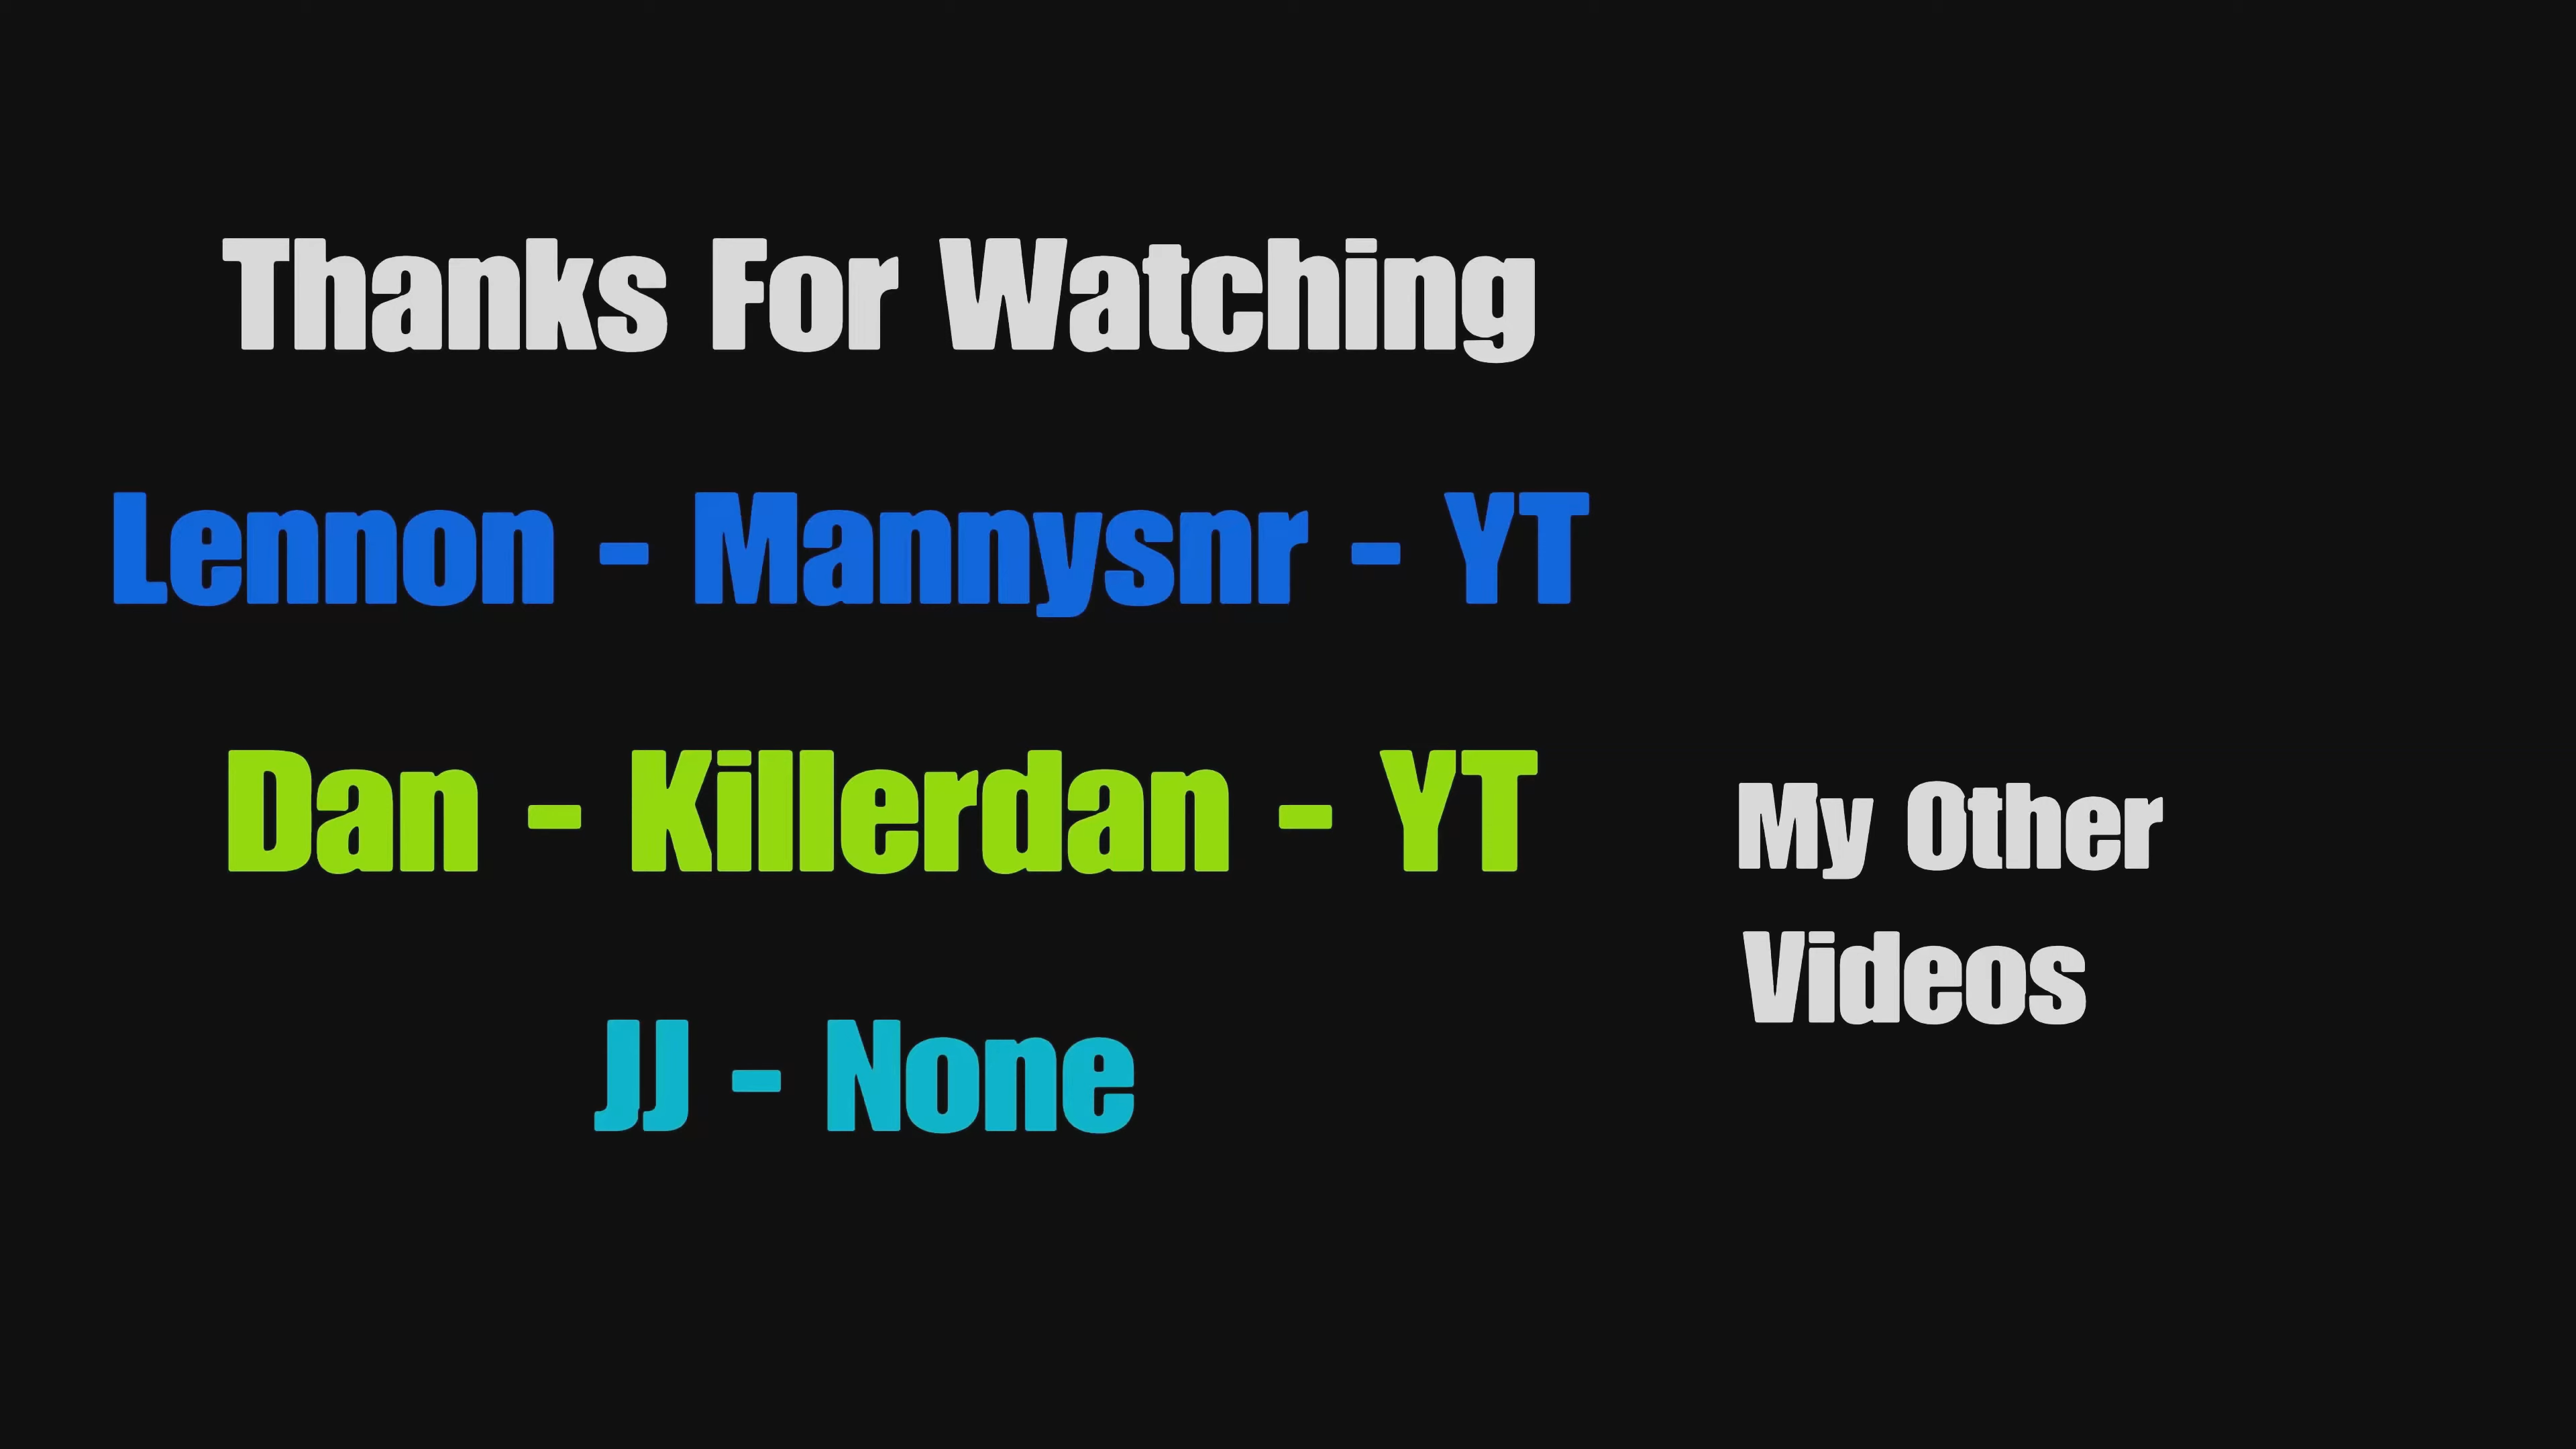 Thanks For Watching
Lennon - Mannysnr - YT
Dan - Killerdan - YT
JJ - None
My Other
Videos